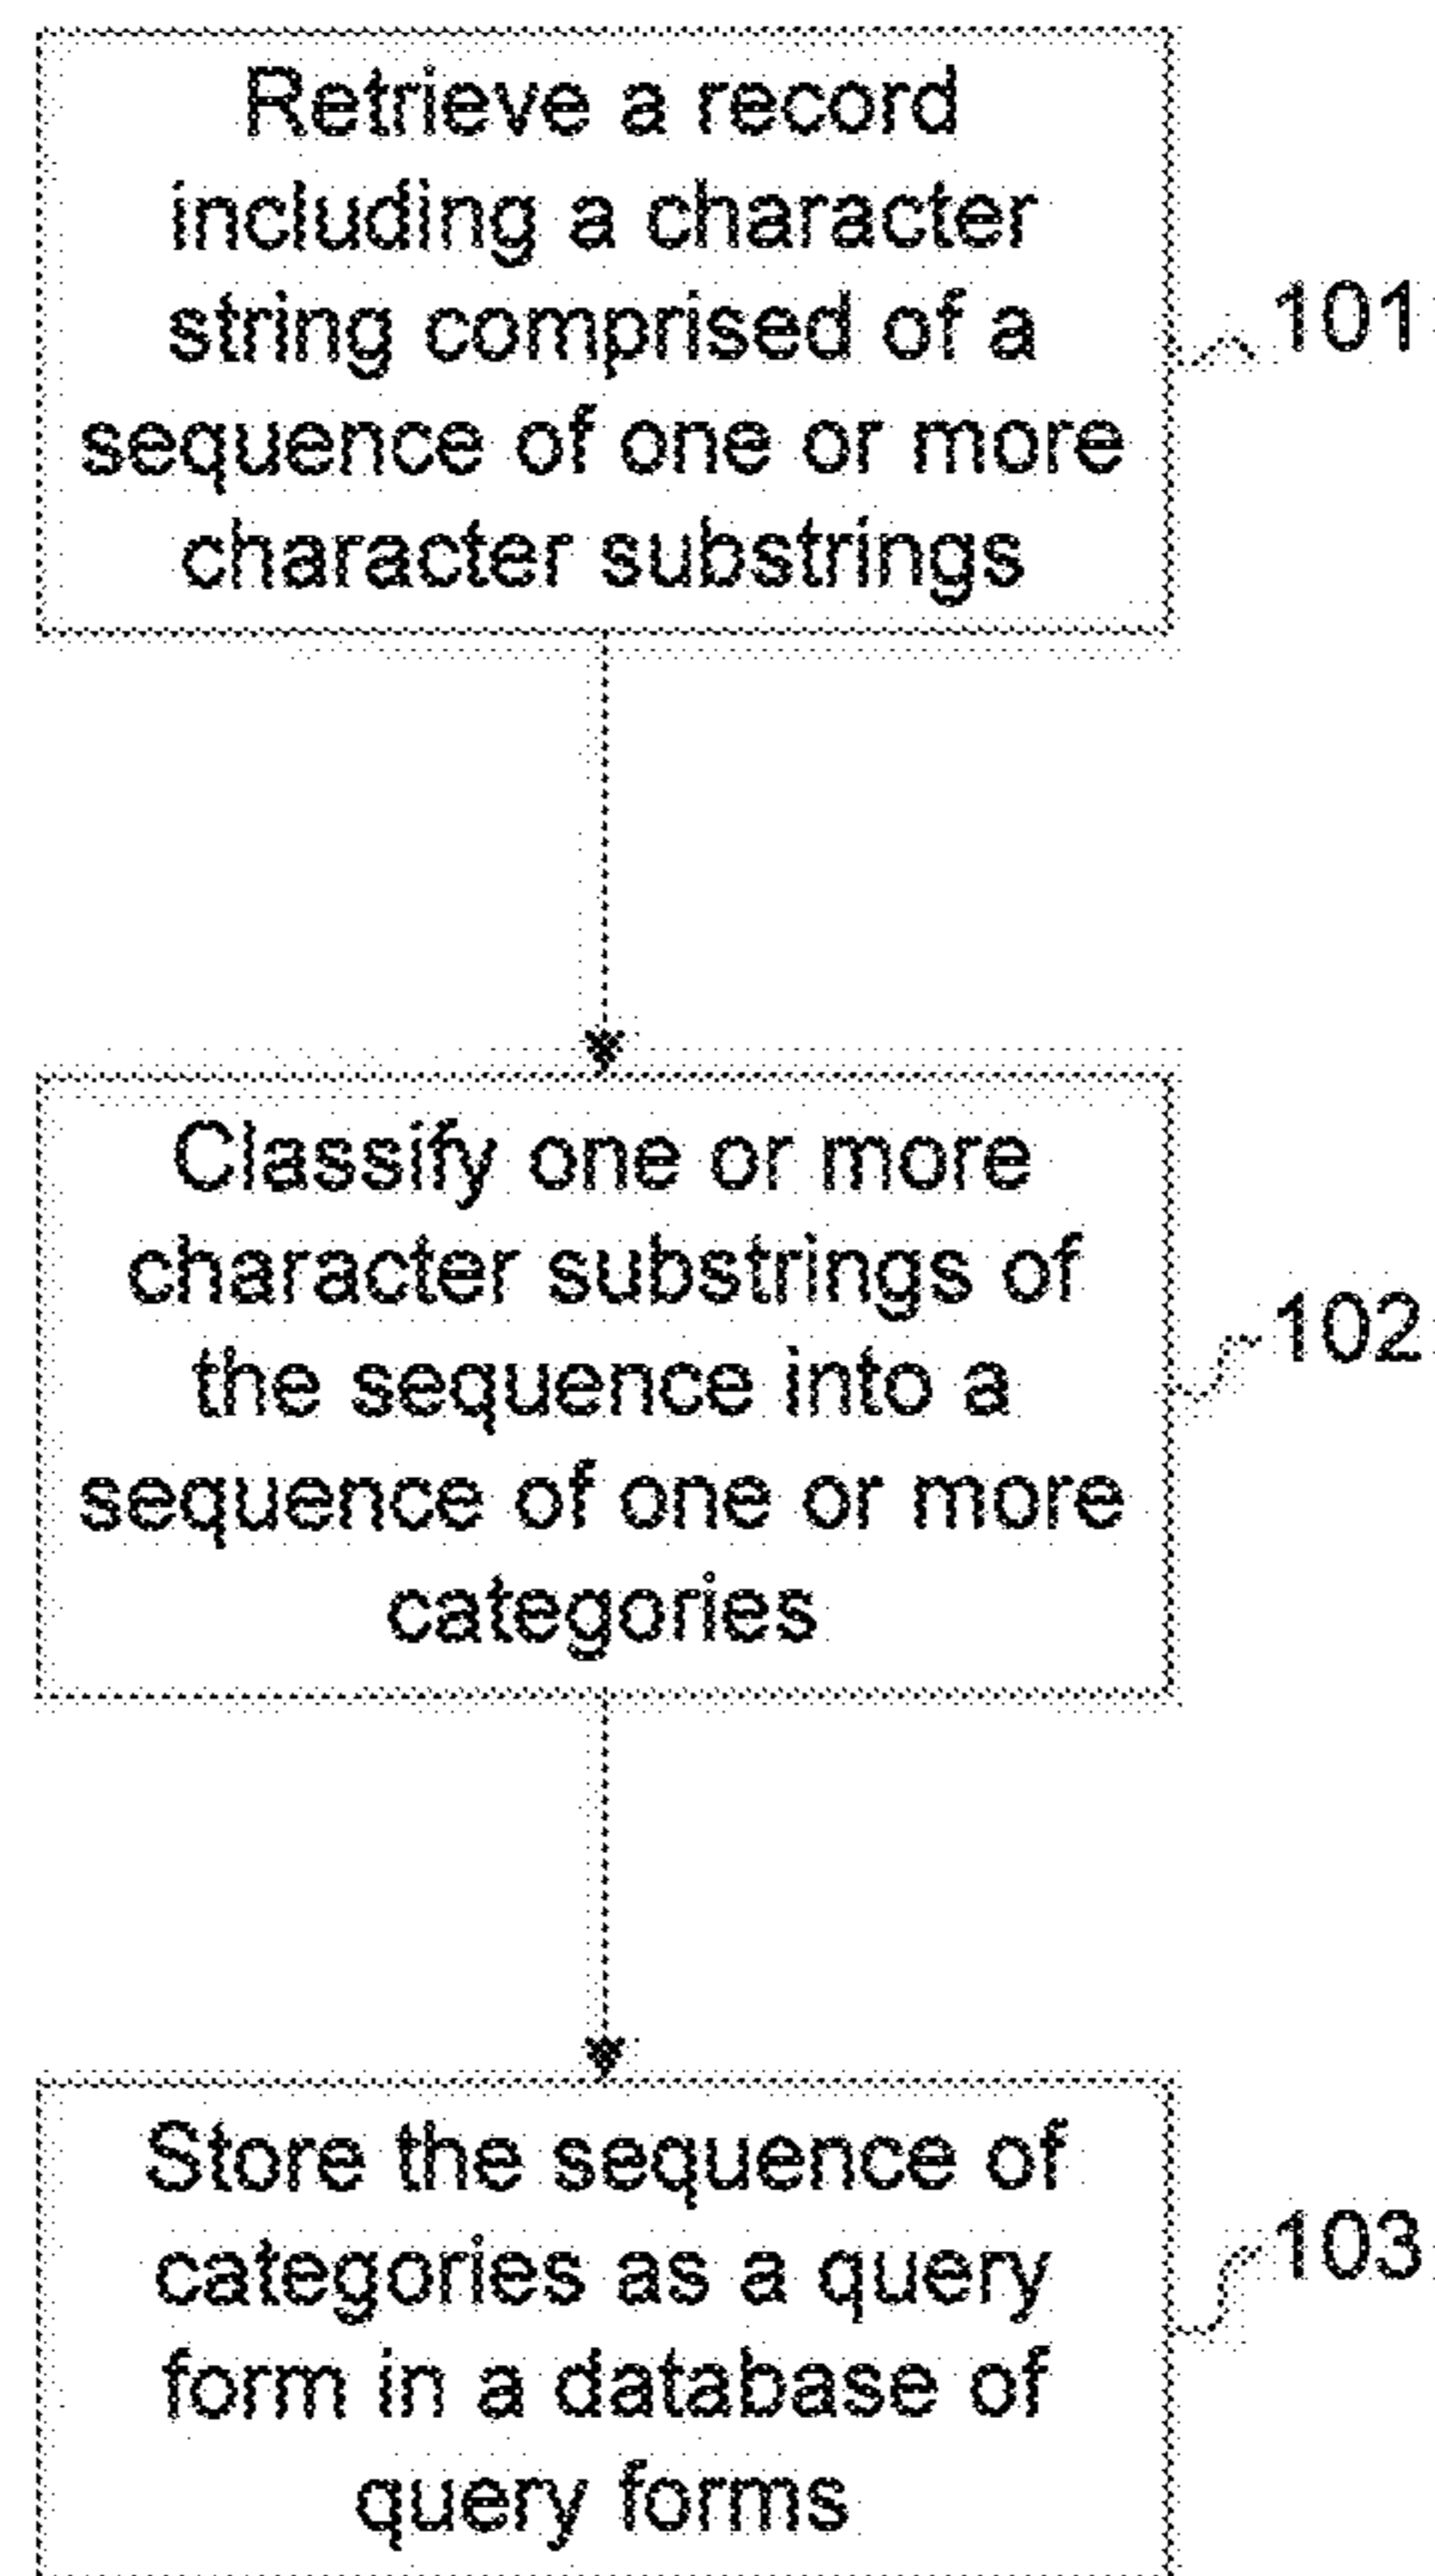 Retrieve a record
including a character
string comprised of a
sequence of one or more
character substrings
101
Classify one or more
character substrings of
the sequence into a
sequence of one or more
categories
102
Store the sequence of
categories as a query
form in a database of
query forms
103